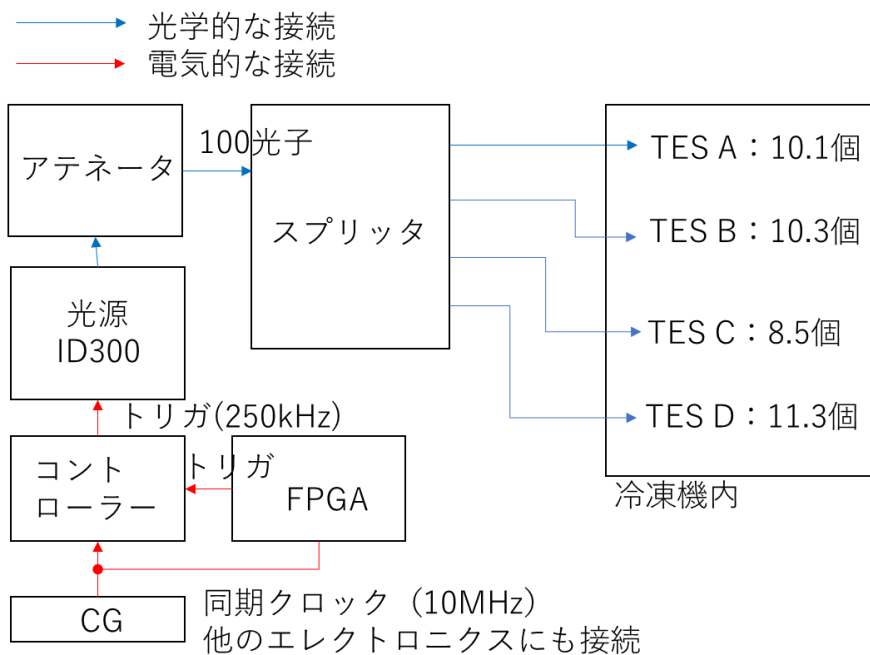 光学的な接続
電気的な接続
アテネータ
100光子
スプリッタ
TES A：10.1個
TES B：10.3個
TES C：8.5個
TES D：11.3個
冷凍機内
光源
ID300
トリガ(250kHz)
コント
ローラー
トリガ
FPGA
CG
同期クロック（10MHz）
他のエレクトロニクスにも接続